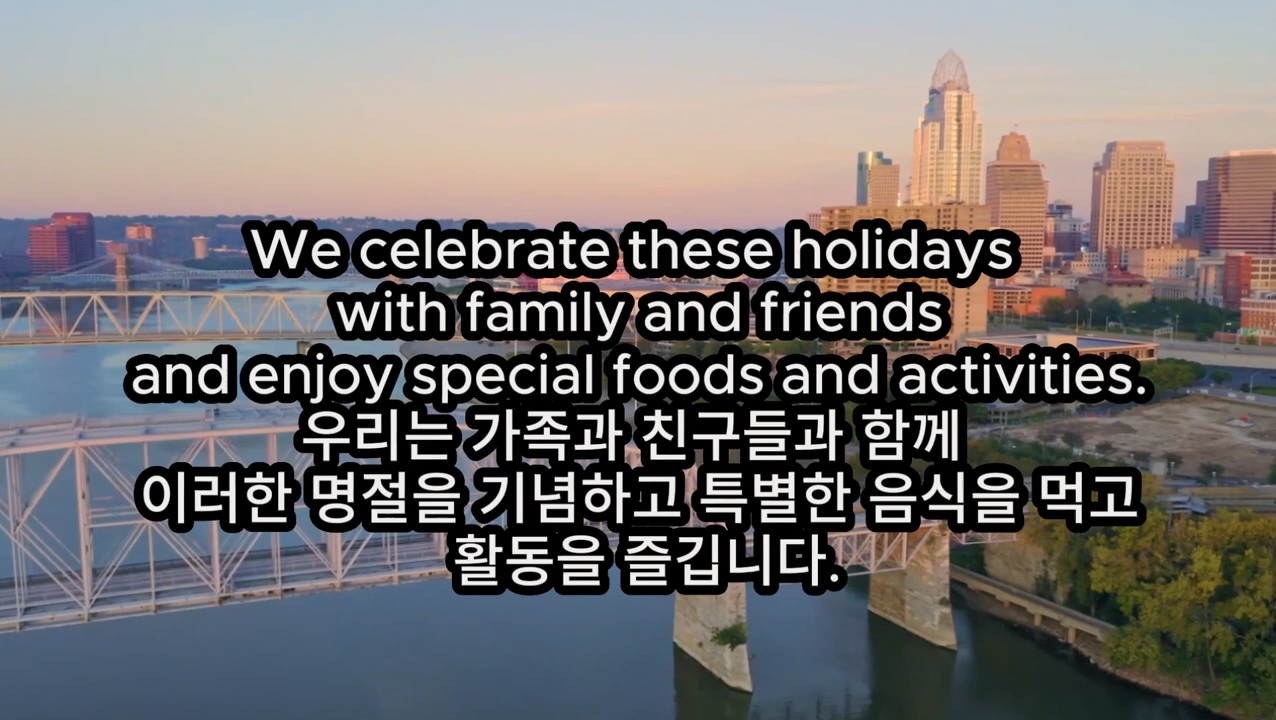 We celebrate these holidays
with family and friends
and enjoy special foods and activities.
우리는 가족과 친구들과 함께
이러한 명절을 기념하고 특별한 음식을 먹고
활동을 즐깁니다.